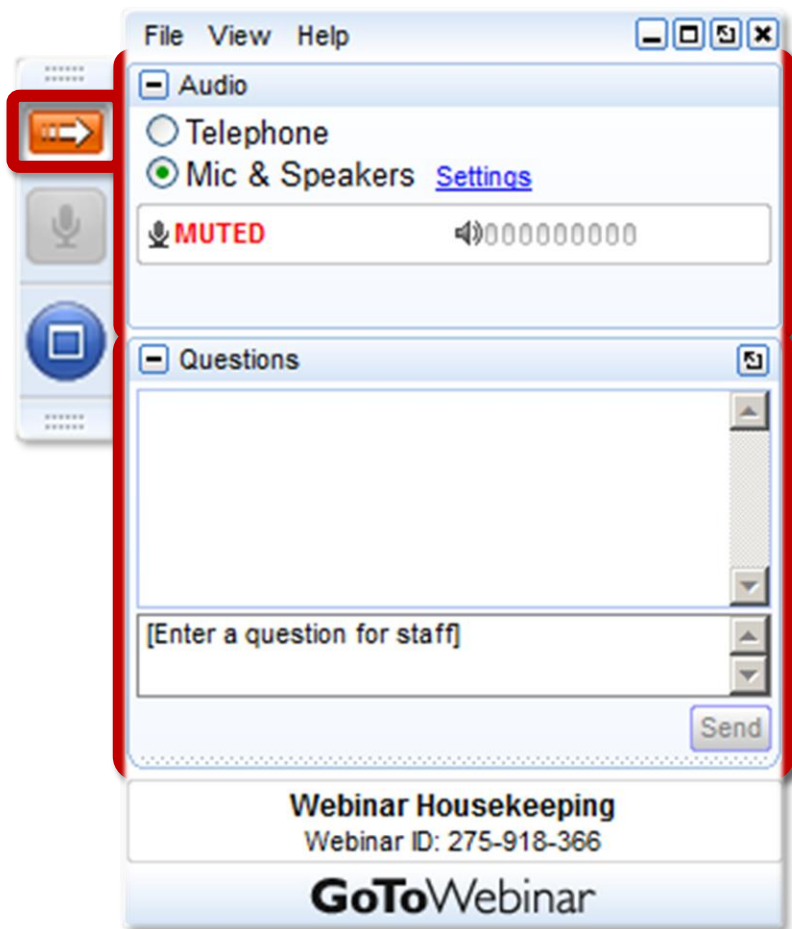 File View Help
Audio
Telephone
Mic & Speakers Settings
MUTED
Questions
[Enter a question for staff]
Send
Webinar Housekeeping
Webinar ID: 275-918-366
GoToWebinar